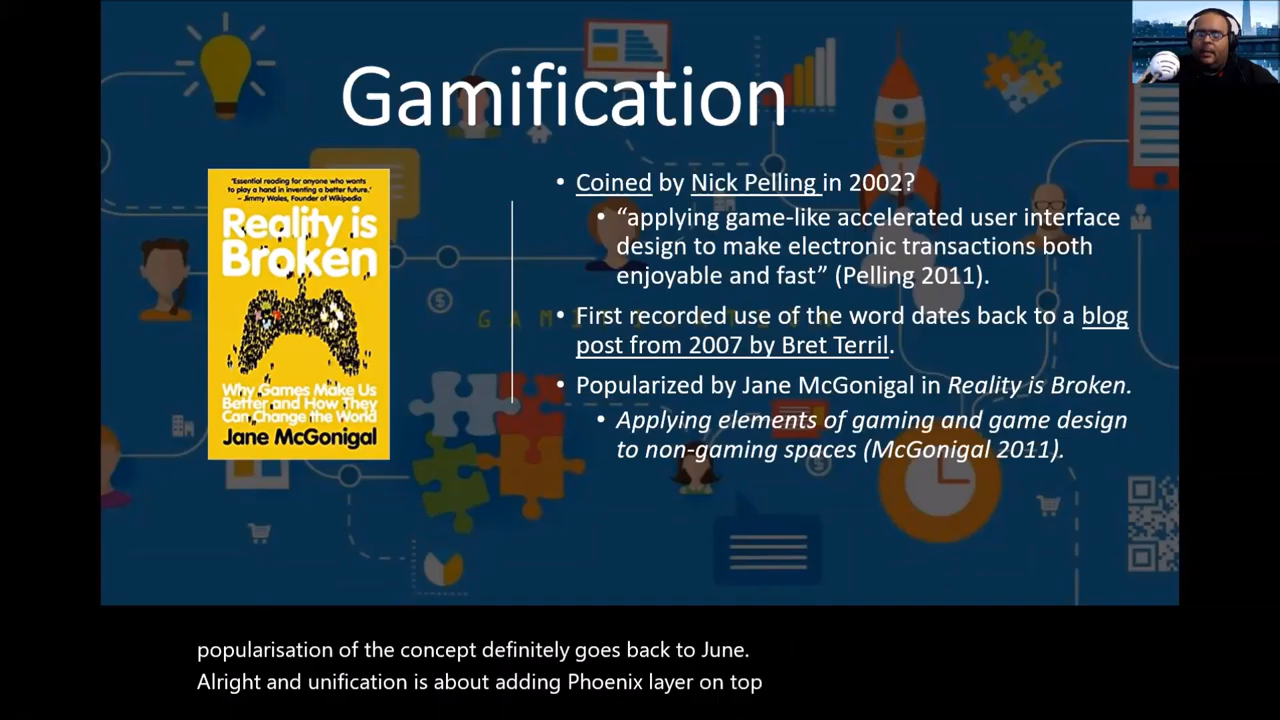 Gamification
'Essential reading for anyone who wants
to play a hand in inventing a better future.'
– Jimmy Wales, Founder of Wikipedia
Reality is
Broken
Why Games Make Us
Better and How They
Can Change the World
Jane McGonigal
• Coined by Nick Pelling in 2002?
• “applying game-like accelerated user interface
design to make electronic transactions both
enjoyable and fast” (Pelling 2011).
• First recorded use of the word dates back to a blog
post from 2007 by Bret Terril.
• Popularized by Jane McGonigal in Reality is Broken.
• Applying elements of gaming and game design
to non-gaming spaces (McGonigal 2011).
popularisation of the concept definitely goes back to June.
Alright and unification is about adding Phoenix layer on top